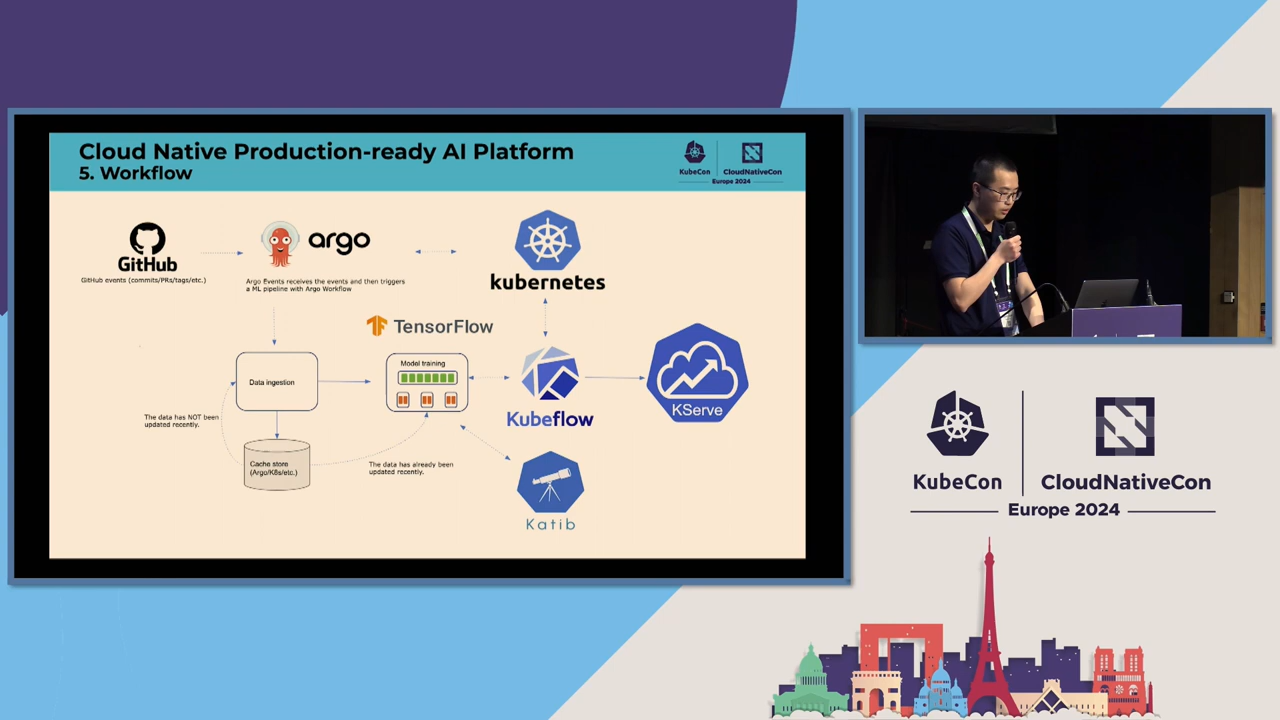 Cloud Native Production-ready AI Platform
5. Workflow
KubeCon
CloudNativeCon
Europe 2024
GitHub
GitHub events (commits/PRs/tags/etc.)
argo
Argo Events receives the events and then triggers
a ML pipeline with Argo Workflow
kubernetes
TensorFlow
Data ingestion
Model training
Kubeflow
KServe
The data has NOT been
updated recently.
Cache store
(Argo/K8s/etc.)
The data has already been
updated recently.
Katib
KubeCon
CloudNativeCon
Europe 2024